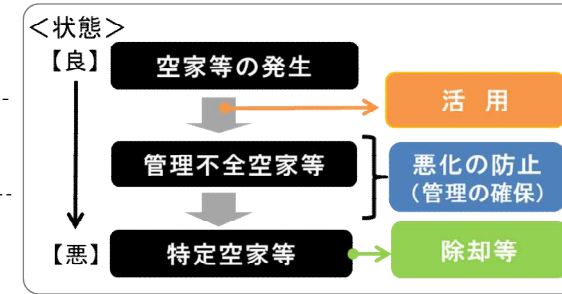 ＜状態＞
【良】
空家等の発生
活 用
管理不全空家等
悪化の防止
（管理の確保）
【悪】
特定空家等
除却等